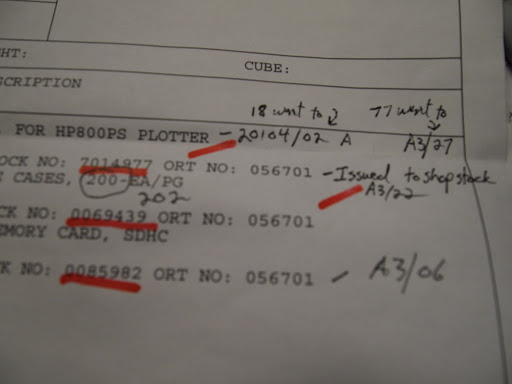 GHT:
CUBE:
SCRIPTION
18 went to
77 went to
FOR HP800PS PLOTTER - 20104/02 A A3/27
OCK NO: 7014977 ORT NO: 056701 - Issued to shop stock
E CASES, 200-EA/PG A3/22
202
CK NO: 0069439 ORT NO: 056701
EMORY CARD, SDHC
K NO: 0085982 ORT NO: 056701 - A3/06